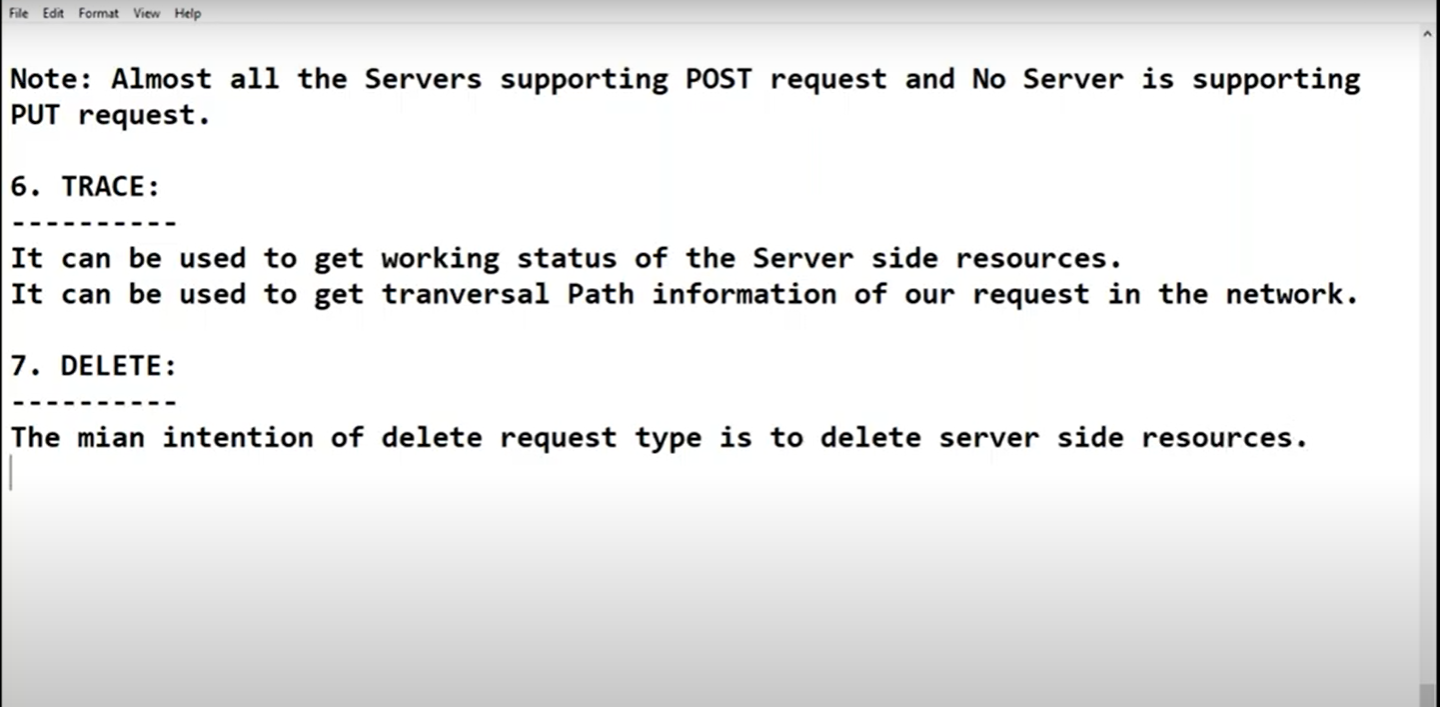 File Edit Format View Help
Note: Almost all the Servers supporting POST request and No Server is supporting
PUT request.
6. TRACE:
----------
It can be used to get working status of the Server side resources.
It can be used to get tranversal Path information of our request in the network.
7. DELETE:
----------
The mian intention of delete request type is to delete server side resources.